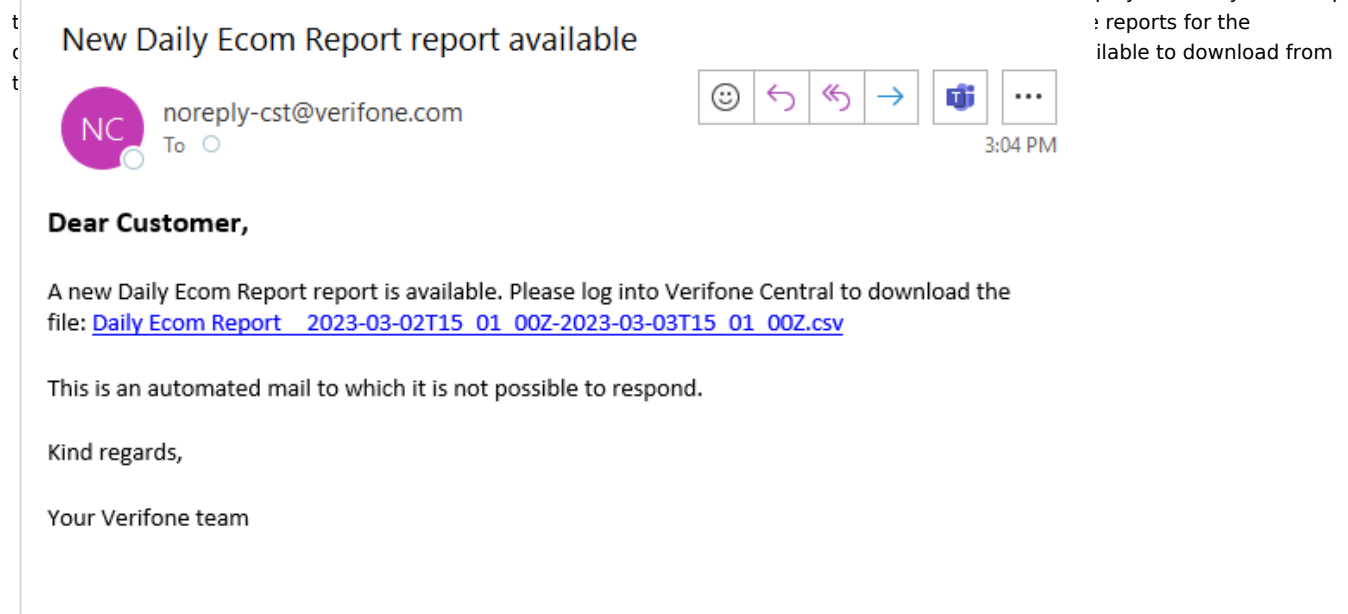 reports for the
New Daily Ecom Report report available
ilable to download from
NC
noreply-cst@verifone.com
To
3:04 PM
Dear Customer,
A new Daily Ecom Report report is available. Please log into Verifone Central to download the
file: Daily Ecom Report__2023-03-02T15_01_00Z-2023-03-03T15_01_00Z.csv
This is an automated mail to which it is not possible to respond.
Kind regards,
Your Verifone team